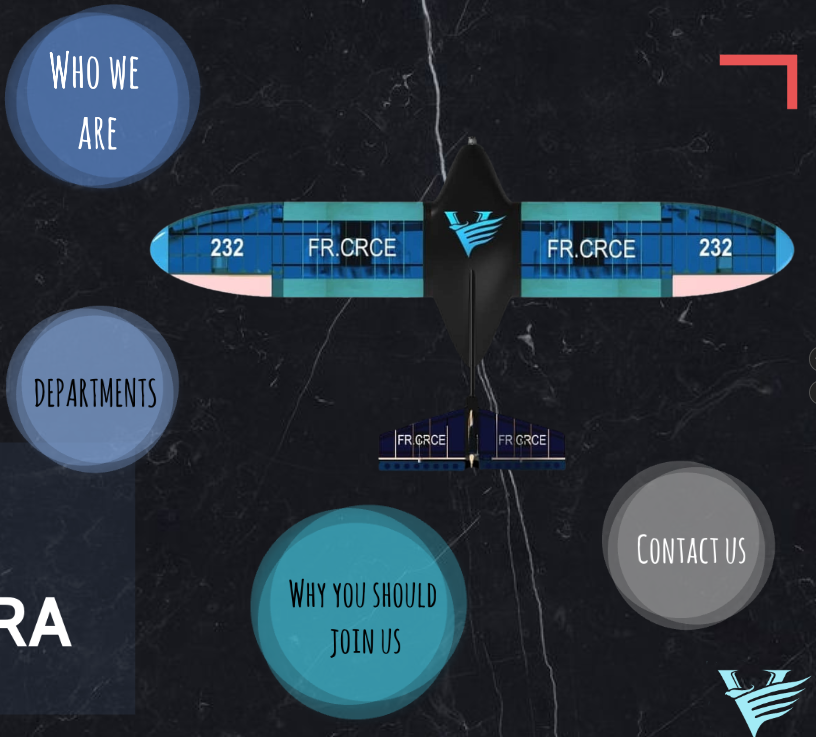 WHO WE
ARE
232
FR.CRCE
FR.CRCE
232
DEPARTMENTS
FR.CRCE
FR.CRCE
CONTACT US
WHY YOU SHOULD
JOIN US
RA